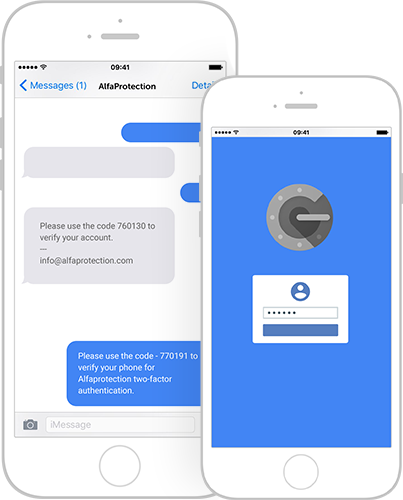 09:41
Messages (1)
AlfaProtection
Please use the code 760130 to
verify your account.
—
info@alfaprotection.com
Please use the code - 770191 to
verify your phone for
Alfaprotection two-factor
authentication.
iMessage
09:41